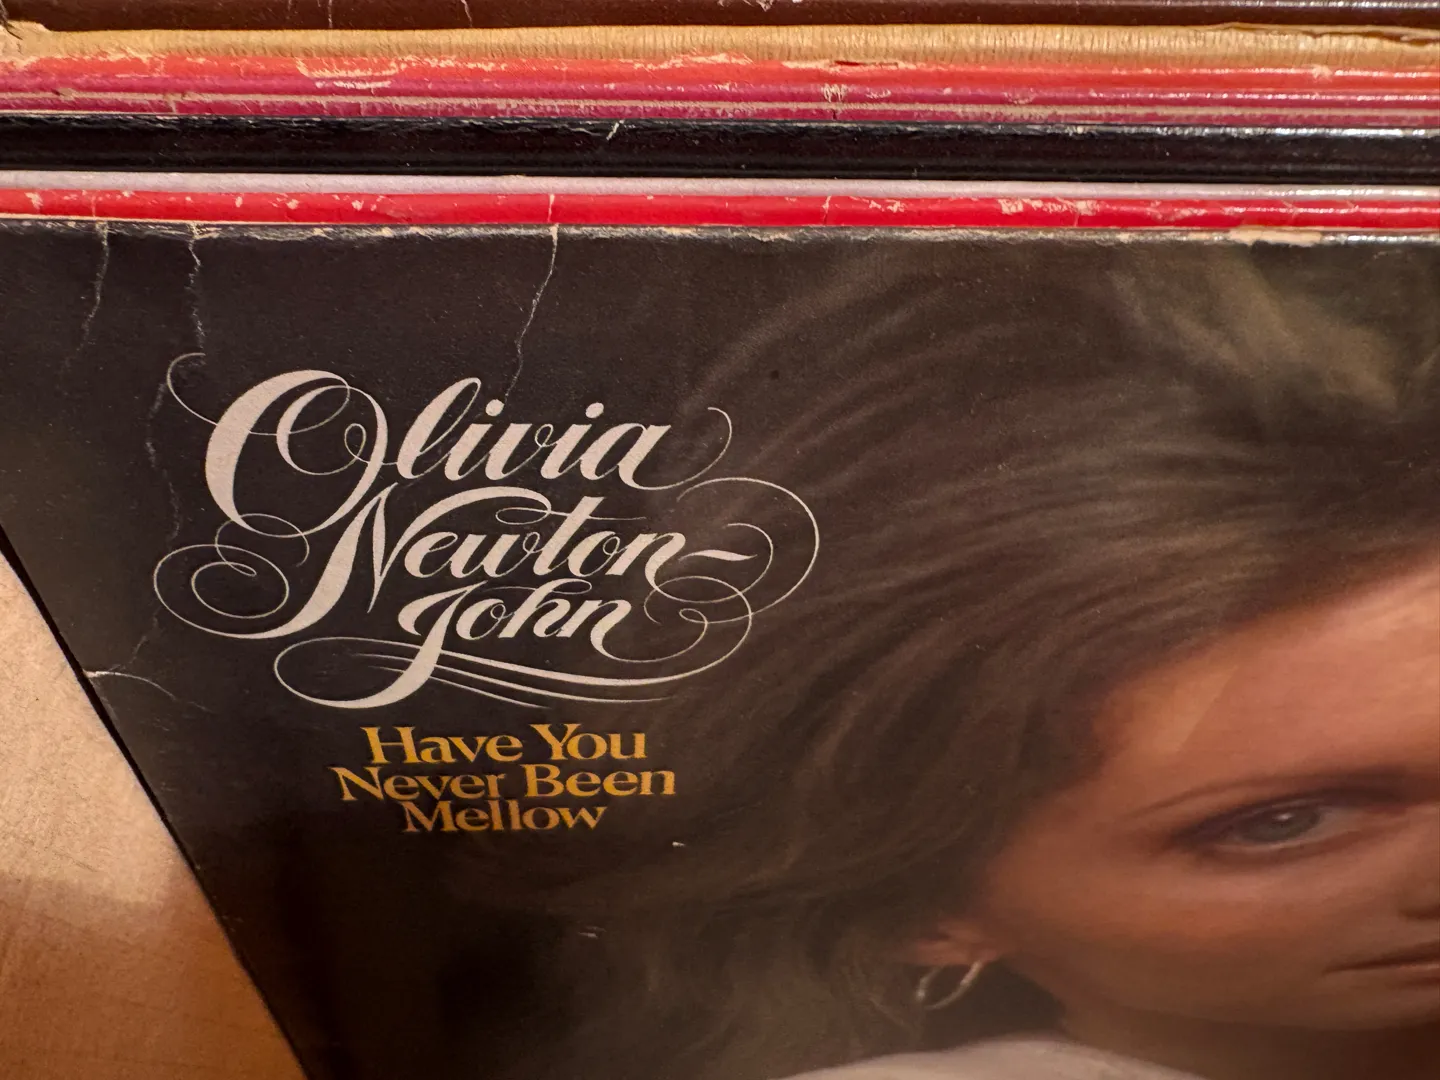 Olivia
Newton-
John
Have You
Never Been
Mellow